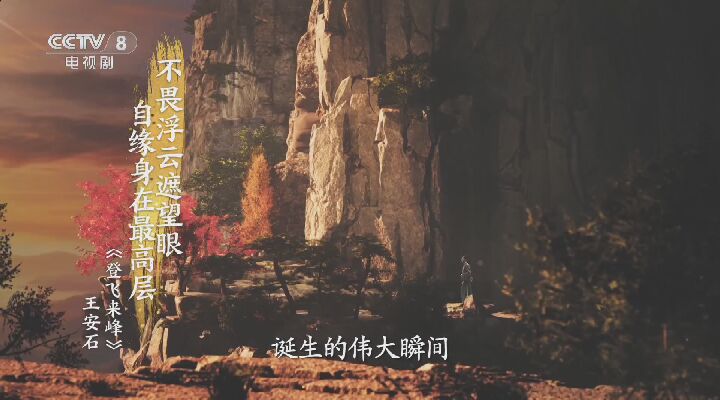 CCTV 8
电视剧
不畏浮云遮望眼
自缘身在最高层
《登飞来峰》
王安石
诞生的伟大瞬间